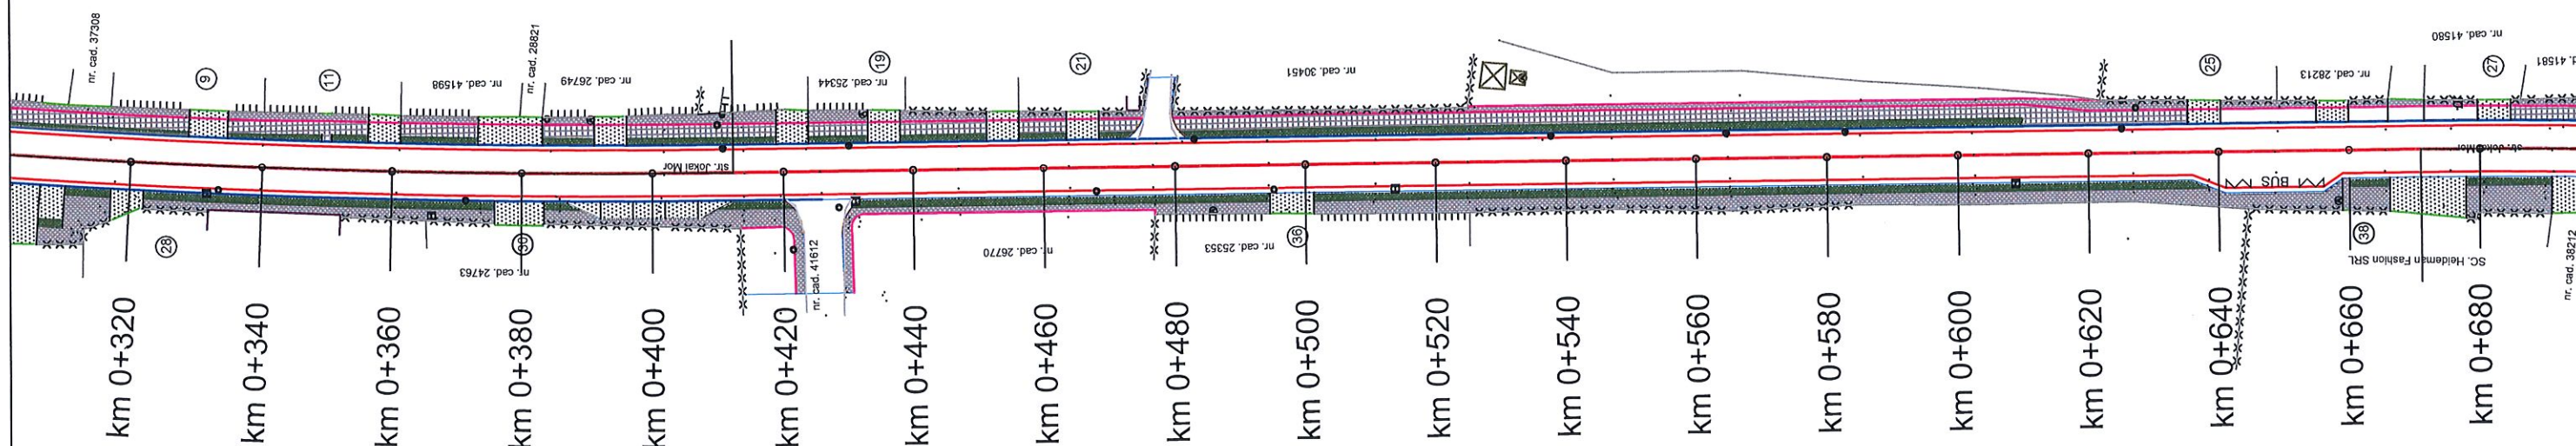 nr. cad. 37308
9
11
nr. cad. 41598
nr. cad. 28821
nr. cad. 26749
nr. cad. 25344
19
21
nr. cad. 30451
25
nr. cad. 28213
nr. cad. 41580
27
41581
str. Jokai Mor
str. Jokai Mor
BUS
28
nr. cad. 24763
30
nr. cad. 41612
nr. cad. 26770
nr. cad. 25353
36
38
SC. Heideman Fashion SRL
nr. cad. 38212
km 0+320
km 0+340
km 0+360
km 0+380
km 0+400
km 0+420
km 0+440
km 0+460
km 0+480
km 0+500
km 0+520
km 0+540
km 0+560
km 0+580
km 0+600
km 0+620
km 0+640
km 0+660
km 0+680